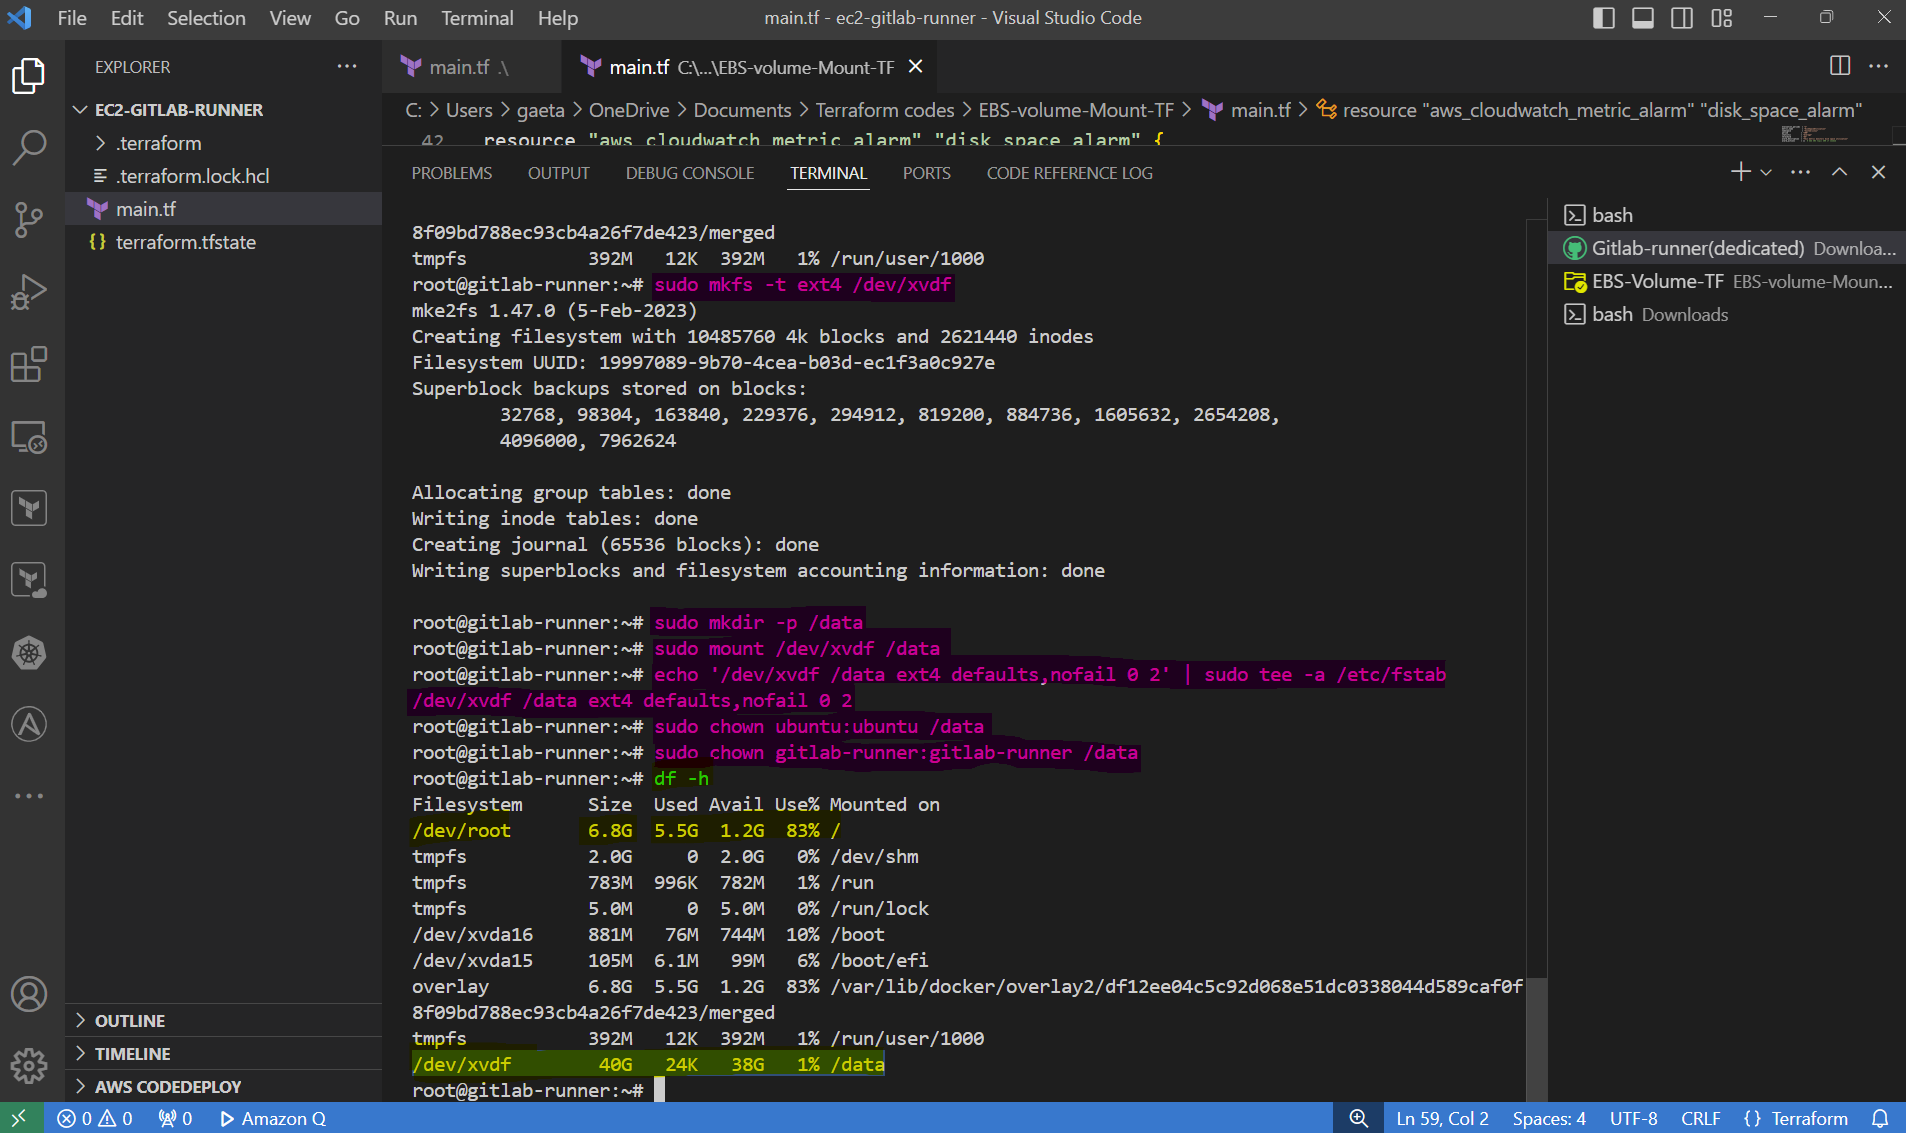 File Edit Selection View Go Run Terminal Help
main.tf - ec2-gitlab-runner - Visual Studio Code
EXPLORER
EC2-GITLAB-RUNNER
.terraform
.terraform.lock.hcl
main.tf
terraform.tfstate
OUTLINE
TIMELINE
AWS CODEDEPLOY
main.tf .\
main.tf C:\...\EBS-volume-Mount-TF
C: > Users > gaeta > OneDrive > Documents > Terraform codes > EBS-volume-Mount-TF > main.tf > resource "aws_cloudwatch_metric_alarm" "disk_space_alarm"
42 resource "aws_cloudwatch_metric_alarm" "disk_space_alarm" {
PROBLEMS OUTPUT DEBUG CONSOLE TERMINAL PORTS CODE REFERENCE LOG
8f09bd788ec93cb4a26f7de423/merged
tmpfs 392M 12K 392M 1% /run/user/1000
root@gitlab-runner:~# sudo mkfs -t ext4 /dev/xvdf
mke2fs 1.47.0 (5-Feb-2023)
Creating filesystem with 10485760 4k blocks and 2621440 inodes
Filesystem UUID: 19997089-9b70-4cea-b03d-ec1f3a0c927e
Superblock backups stored on blocks:
32768, 98304, 163840, 229376, 294912, 819200, 884736, 1605632, 2654208,
4096000, 7962624
Allocating group tables: done
Writing inode tables: done
Creating journal (65536 blocks): done
Writing superblocks and filesystem accounting information: done
root@gitlab-runner:~# sudo mkdir -p /data
root@gitlab-runner:~# sudo mount /dev/xvdf /data
root@gitlab-runner:~# echo '/dev/xvdf /data ext4 defaults,nofail 0 2' | sudo tee -a /etc/fstab
/dev/xvdf /data ext4 defaults,nofail 0 2
root@gitlab-runner:~# sudo chown ubuntu:ubuntu /data
root@gitlab-runner:~# sudo chown gitlab-runner:gitlab-runner /data
root@gitlab-runner:~# df -h
Filesystem Size Used Avail Use% Mounted on
/dev/root 6.8G 5.5G 1.2G 83% /
tmpfs 2.0G 0 2.0G 0% /dev/shm
tmpfs 783M 996K 782M 1% /run
tmpfs 5.0M 0 5.0M 0% /run/lock
/dev/xvda16 881M 76M 744M 10% /boot
/dev/xvda15 105M 6.1M 99M 6% /boot/efi
overlay 6.8G 5.5G 1.2G 83% /var/lib/docker/overlay2/df12ee04c5c92d068e51dc0338044d589caf0f
8f09bd788ec93cb4a26f7de423/merged
tmpfs 392M 12K 392M 1% /run/user/1000
/dev/xvdf 40G 24K 38G 1% /data
root@gitlab-runner:~#
bash
Gitlab-runner(dedicated) Downloa...
EBS-Volume-TF EBS-volume-Moun...
bash Downloads
0 0 0 Amazon Q
Ln 59, Col 2 Spaces: 4 UTF-8 CRLF {} Terraform